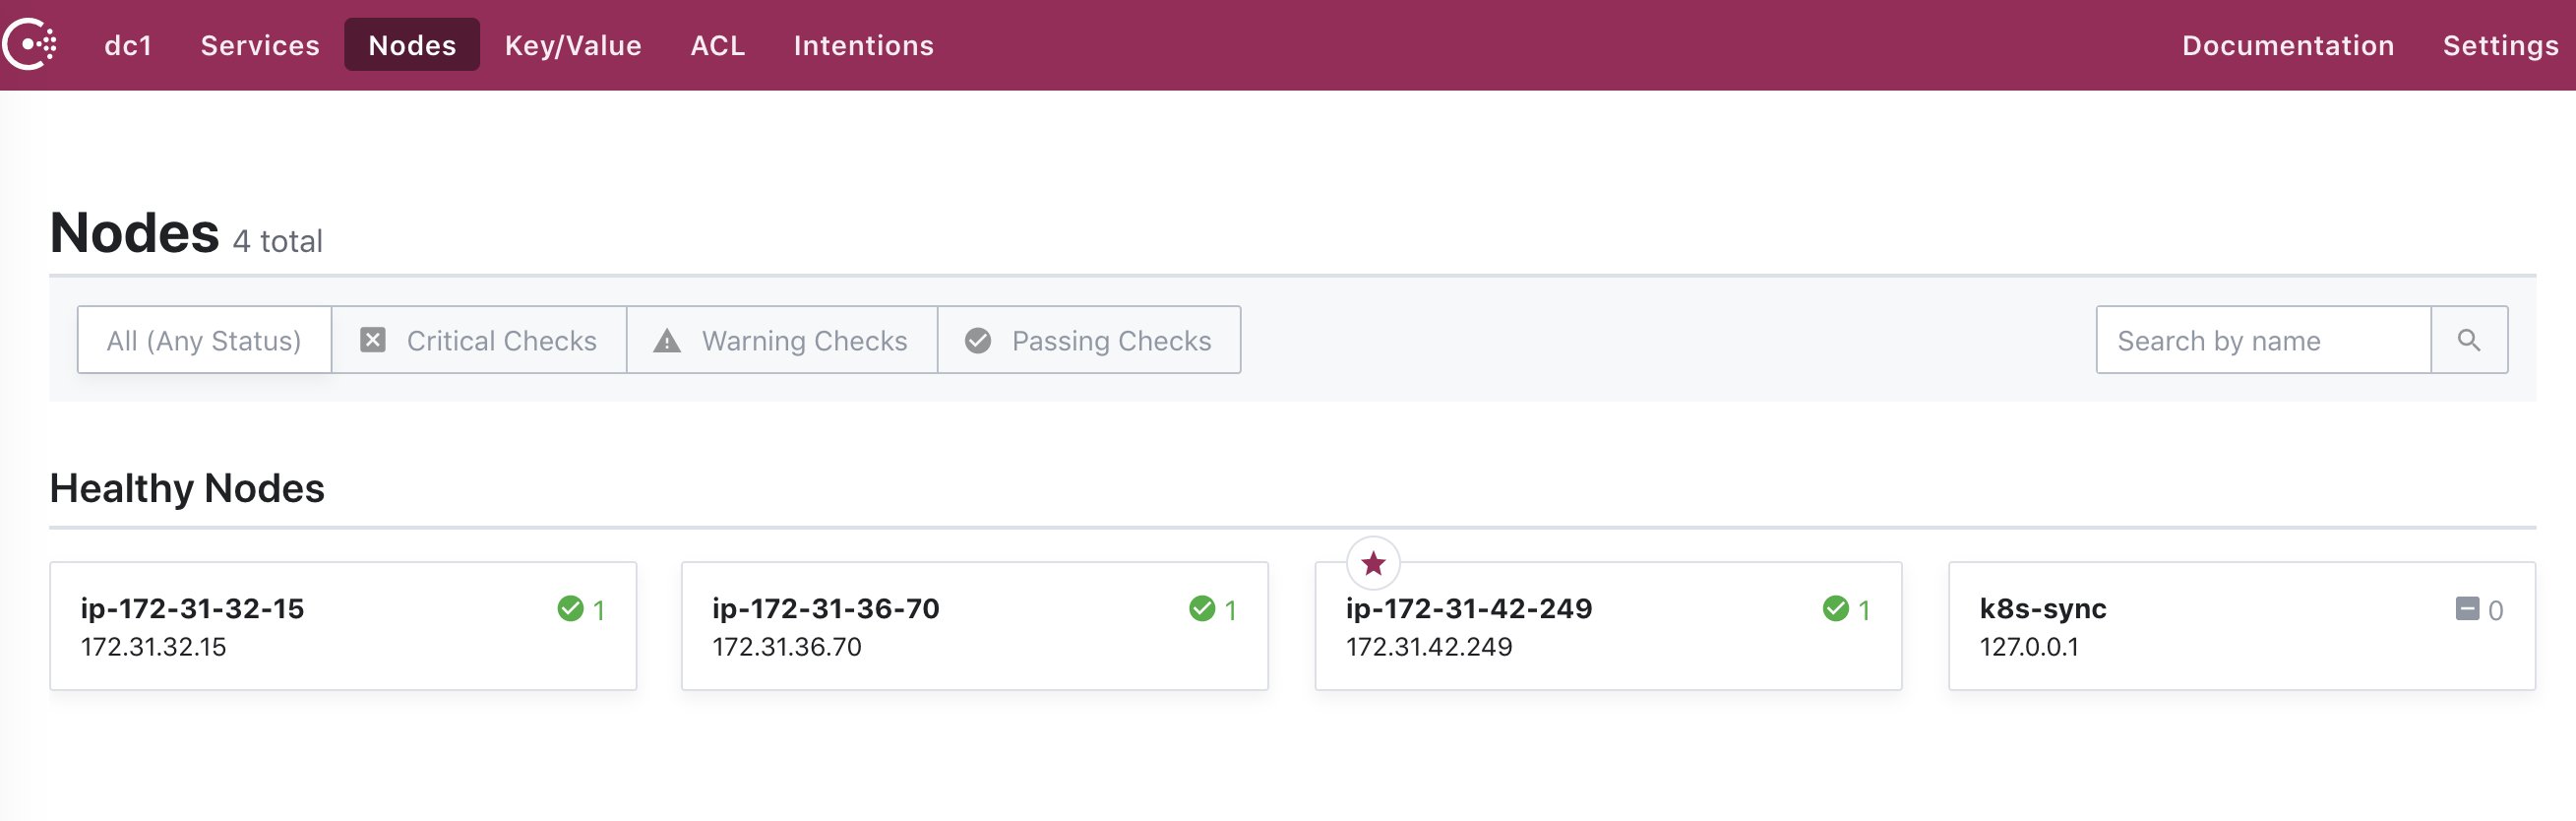 dc1 Services Nodes Key/Value ACL Intentions Documentation Settings
Nodes 4 total
All (Any Status) Critical Checks Warning Checks Passing Checks Search by name
Healthy Nodes
ip-172-31-32-15 1 ip-172-31-36-70 1 ip-172-31-42-249 1 k8s-sync 0
172.31.32.15 172.31.36.70 172.31.42.249 127.0.0.1